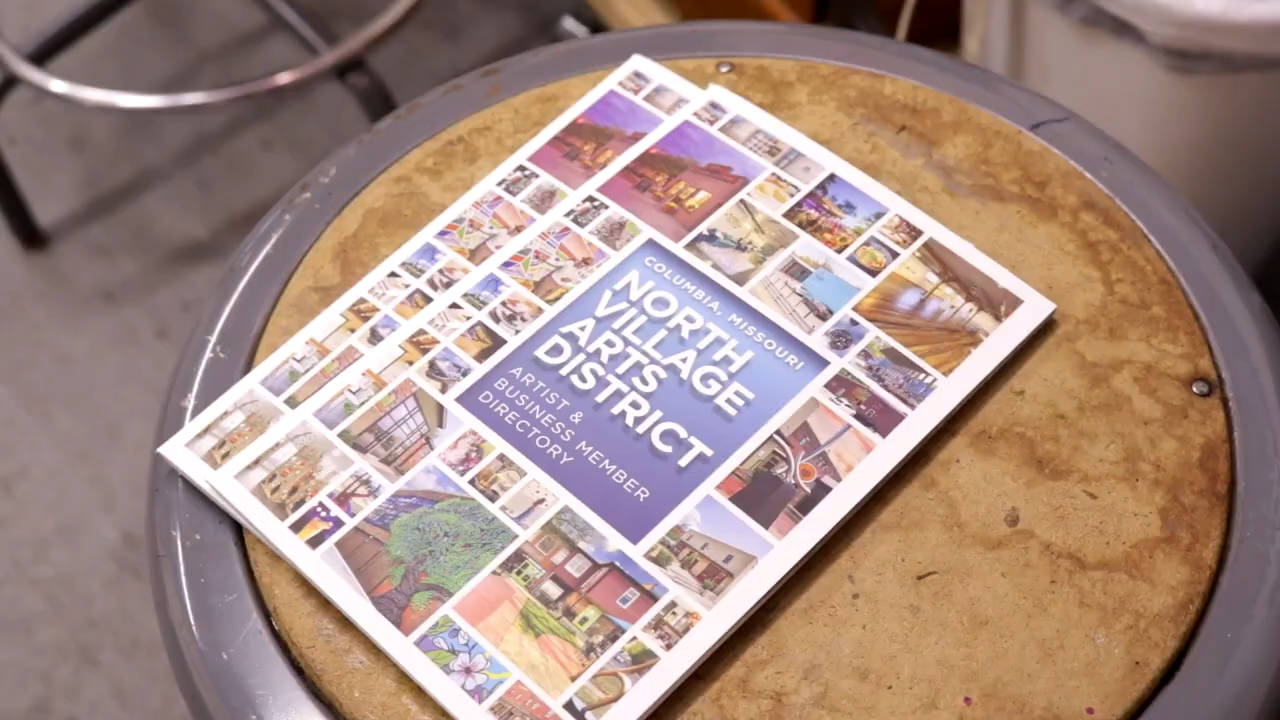 COLUMBIA, MISSOURI
NORTH
VILLAGE
ARTS
DISTRICT
ARTIST &
BUSINESS MEMBER
DIRECTORY